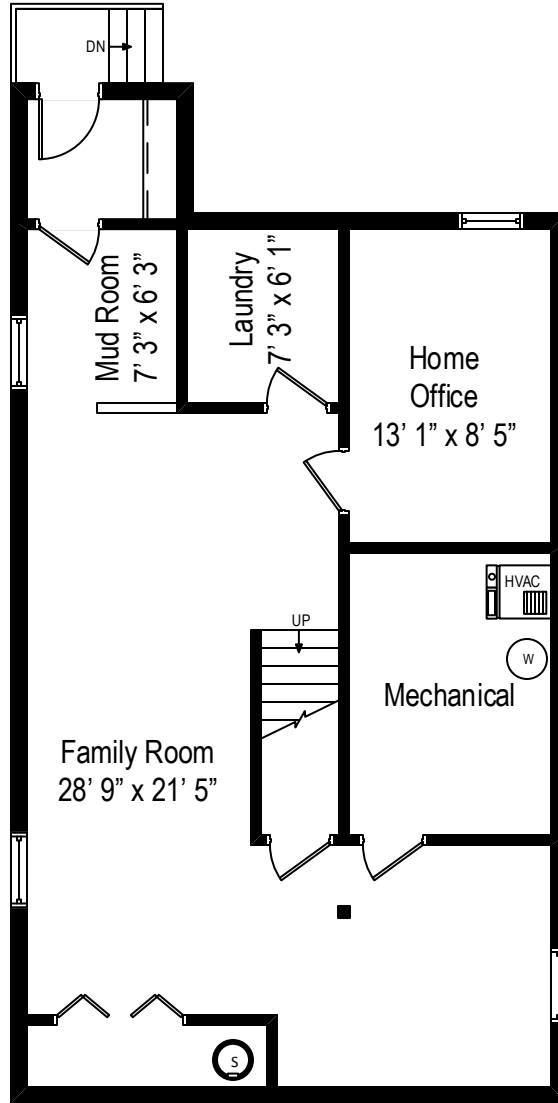 DN
Mud Room
7' 3” x 6' 3”
Laundry
7' 3” x 6' 1”
Home
Office
13' 1” x 8' 5”
HVAC
W
UP
Mechanical
Family Room
28' 9” x 21' 5”
S